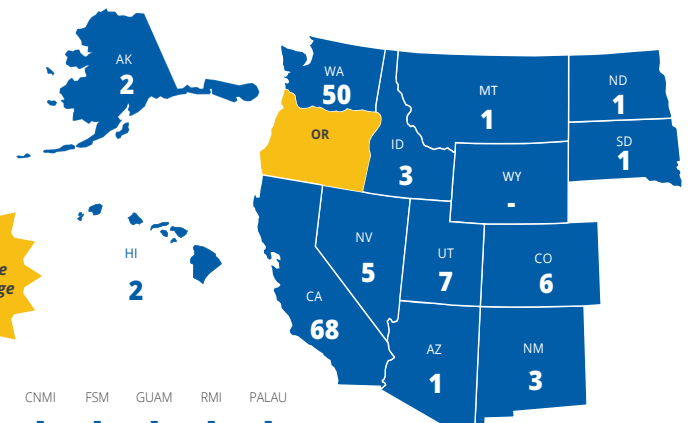 AK
2
WA
50
OR
ID
3
MT
1
ND
1
SD
1
WY
-
HI
2
NV
5
UT
7
CO
6
CA
68
AZ
1
NM
3
CNMI FSM GUAM RMI PALAU
- - - - -